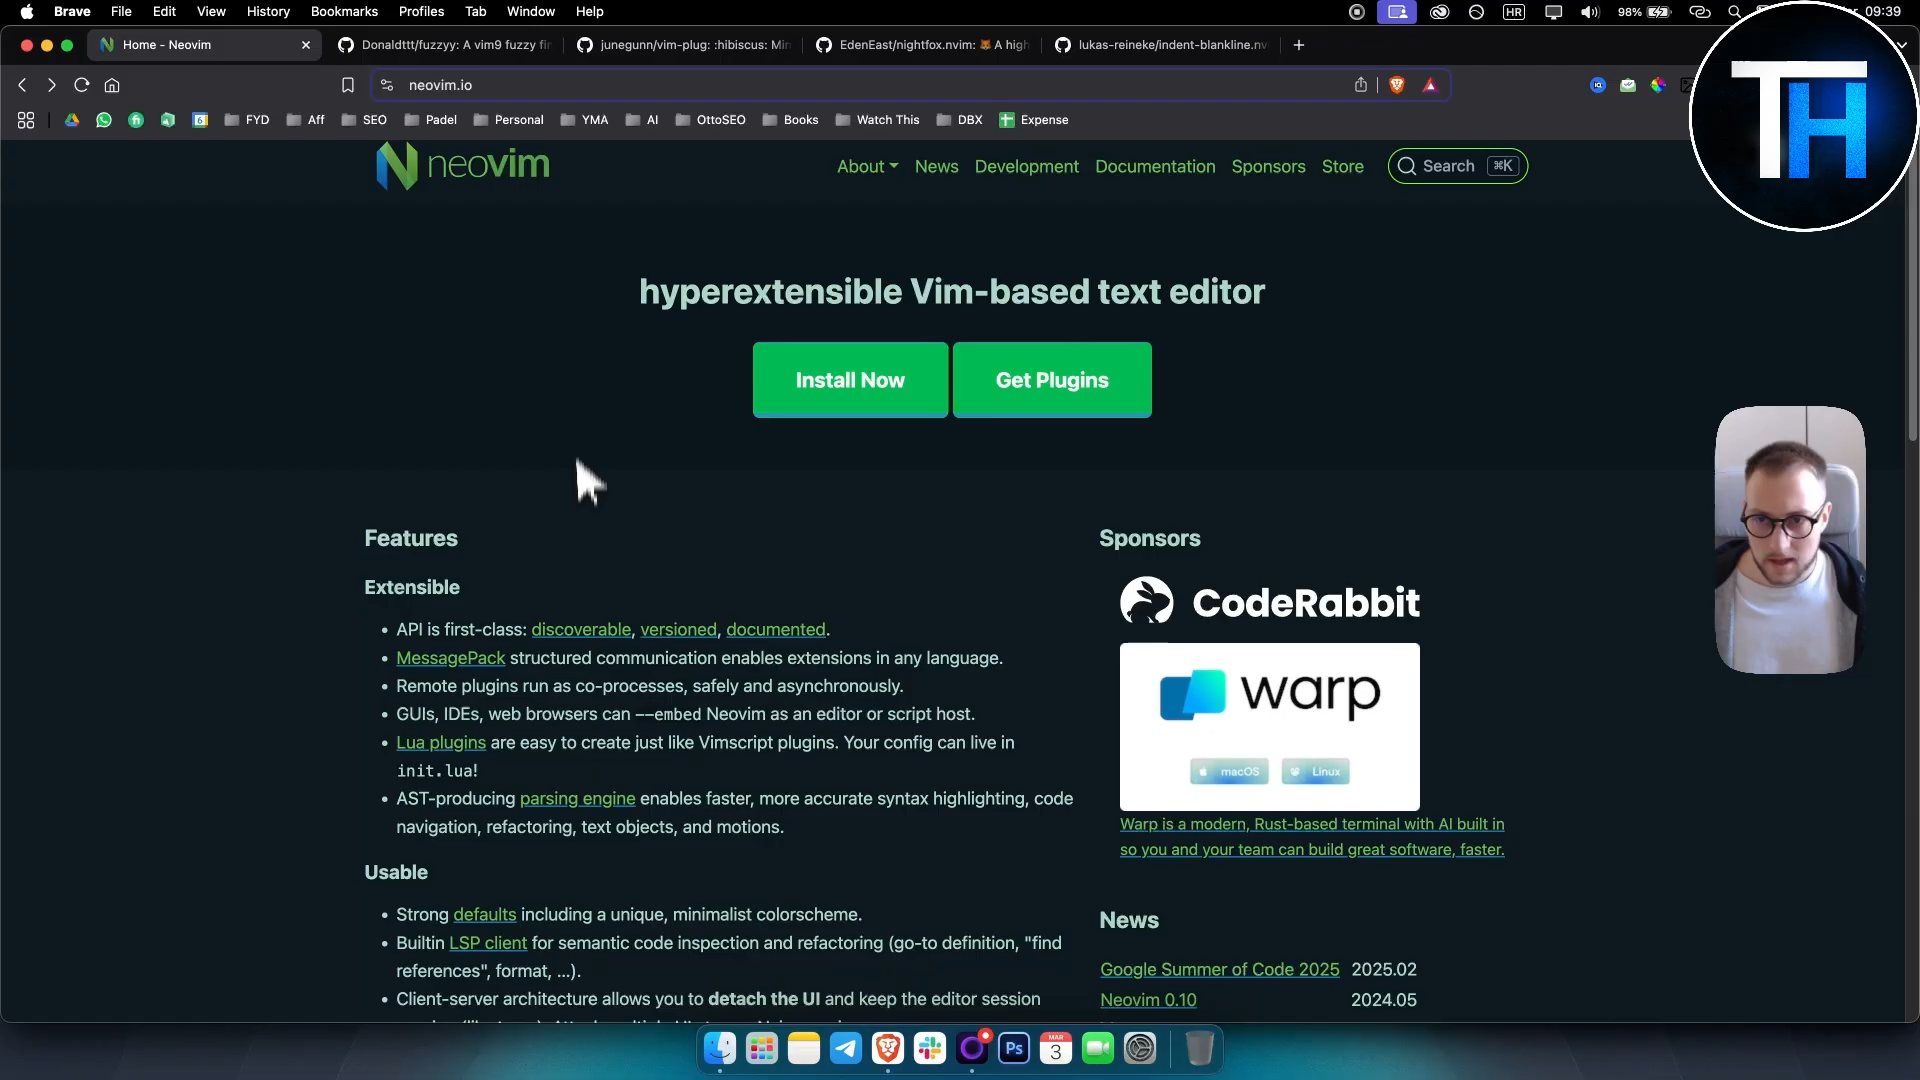 Brave File Edit View History Bookmarks Profiles Tab Window Help HR 98% 09:39
Home - Neovim Donaldttt/fuzzyy: A vim9 fuzzy fin junegunn/vim-plug: :hibiscus: Min EdenEast/nightfox.nvim: 🦊 A high lukas-reineke/indent-blankline.nv
neovim.io
6 FYD Aff SEO Padel Personal YMA AI OttoSEO Books Watch This DBX Expense
TH
neovim About News Development Documentation Sponsors Store Search ⌘K
hyperextensible Vim-based text editor
Install Now Get Plugins
Features
Extensible
• API is first-class: discoverable, versioned, documented.
• MessagePack structured communication enables extensions in any language.
• Remote plugins run as co-processes, safely and asynchronously.
• GUIs, IDEs, web browsers can --embed Neovim as an editor or script host.
• Lua plugins are easy to create just like Vimscript plugins. Your config can live in
init.lua!
• AST-producing parsing engine enables faster, more accurate syntax highlighting, code
navigation, refactoring, text objects, and motions.
Usable
• Strong defaults including a unique, minimalist colorscheme.
• Builtin LSP client for semantic code inspection and refactoring (go-to definition, "find
references", format, ...).
• Client-server architecture allows you to detach the UI and keep the editor session
Sponsors
CodeRabbit
warp
macOS Linux
Warp is a modern, Rust-based terminal with AI built in
so you and your team can build great software, faster.
News
Google Summer of Code 2025 2025.02
Neovim 0.10 2024.05
Ps MAR 3